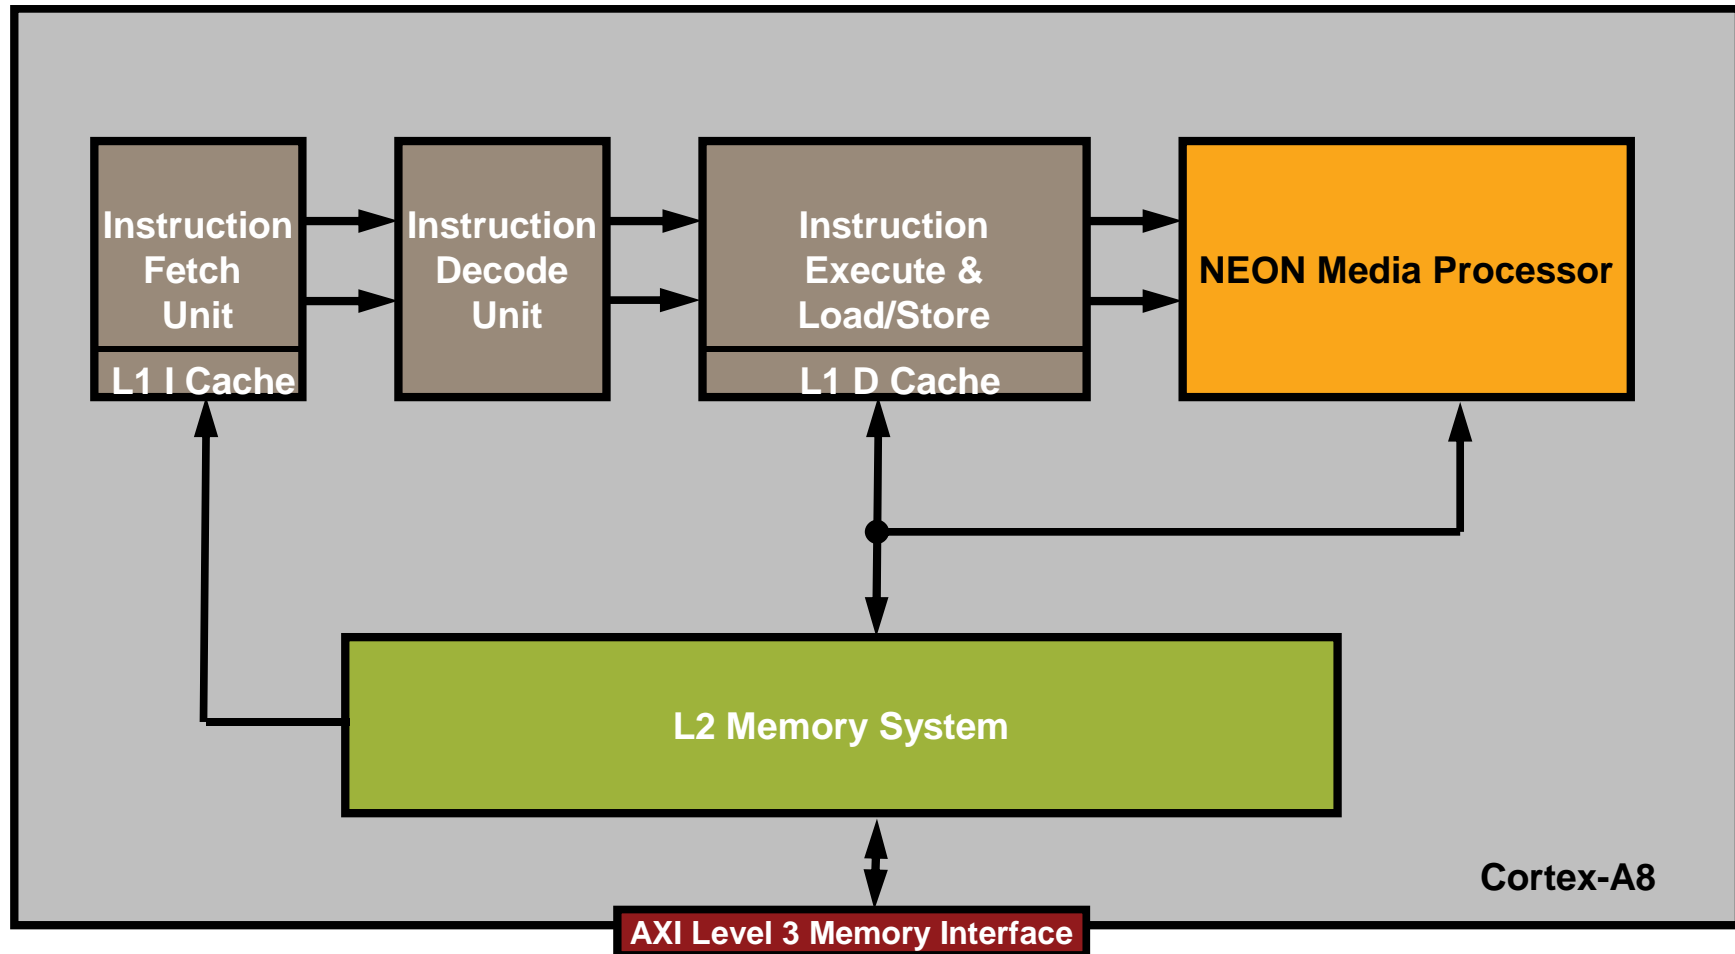 Instruction
Fetch
Unit
L1 I Cache
Instruction
Decode
Unit
Instruction
Execute &
Load/Store
L1 D Cache
NEON Media Processor
L2 Memory System
Cortex-A8
AXI Level 3 Memory Interface